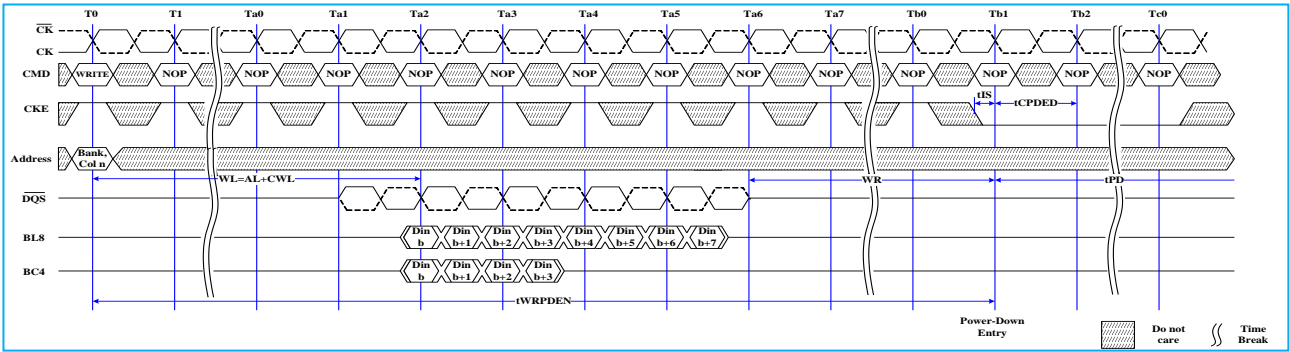 T0 T1 Ta0 Ta1 Ta2 Ta3 Ta4 Ta5 Ta6 Ta7 Tb0 Tb1 Tb2 Tc0
CK
CK
CMD WRITE NOP NOP NOP NOP NOP NOP NOP NOP NOP NOP NOP NOP NOP
tIS
CKE tCPDED
Address Bank, Col n
WL=AL+CWL WR tPD
DQS
BL8 Din b Din b+1 Din b+2 Din b+3 Din b+4 Din b+5 Din b+6 Din b+7
BC4 Din b Din b+1 Din b+2 Din b+3
tWRPDEN
Power-Down
Entry
Do not
care
Time
Break